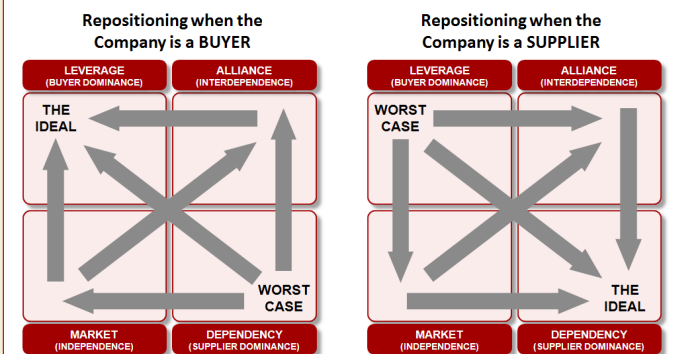 Repositioning when the
Company is a BUYER
LEVERAGE
(BUYER DOMINANCE)
ALLIANCE
(INTERDEPENDENCE)
THE
IDEAL
WORST
CASE
MARKET
(INDEPENDENCE)
DEPENDENCY
(SUPPLIER DOMINANCE)
Repositioning when the
Company is a SUPPLIER
LEVERAGE
(BUYER DOMINANCE)
ALLIANCE
(INTERDEPENDENCE)
WORST
CASE
THE
IDEAL
MARKET
(INDEPENDENCE)
DEPENDENCY
(SUPPLIER DOMINANCE)